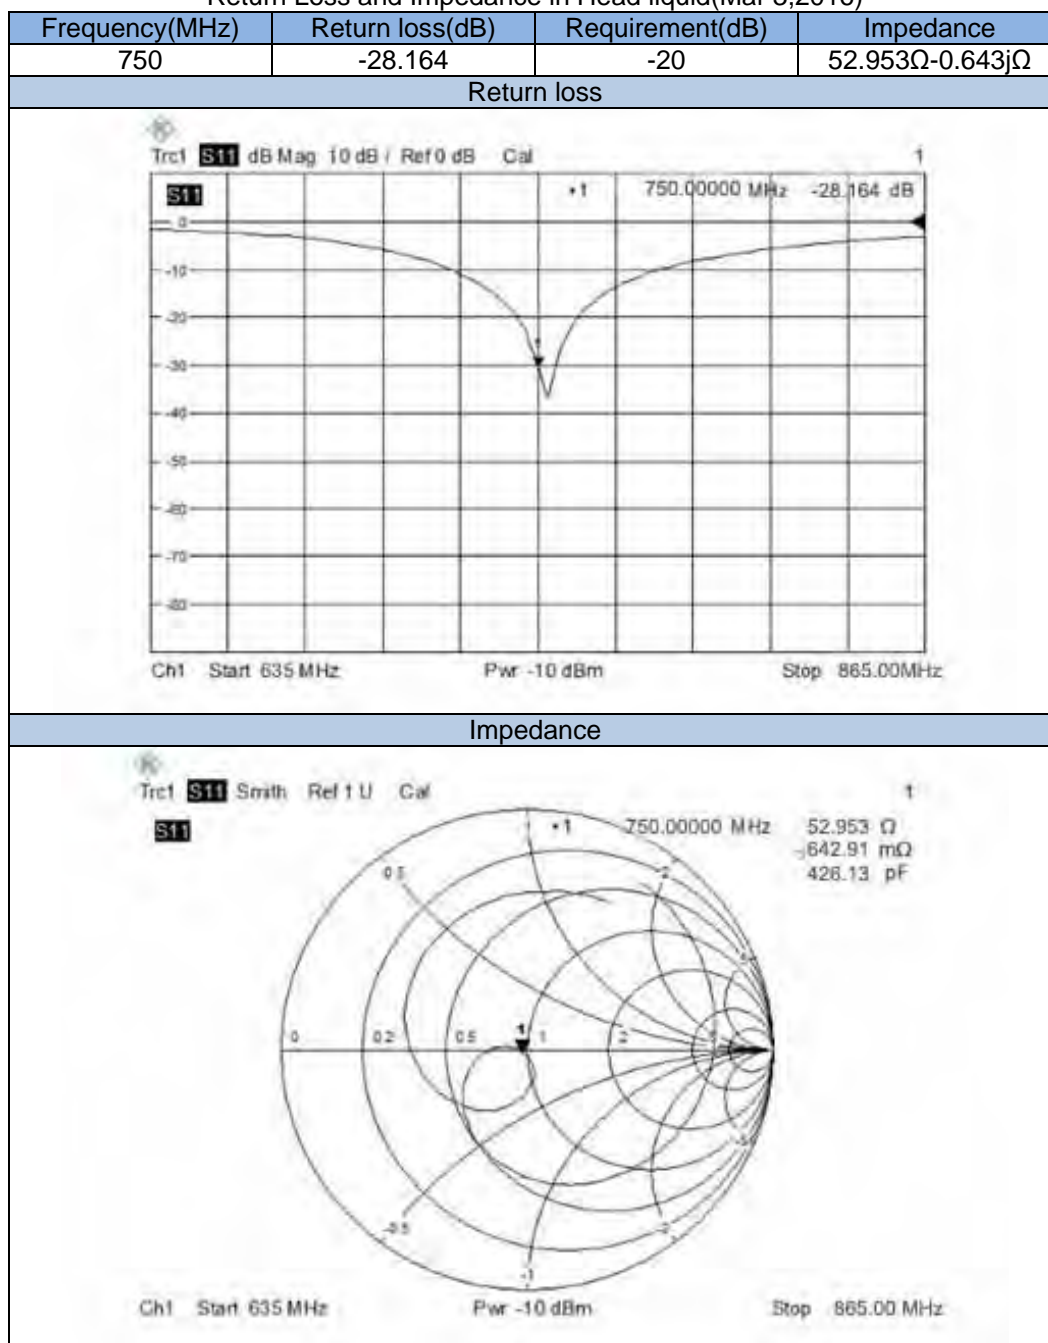 Return Loss and Impedance in Head liquid(Mar 8,2016)
Frequency(MHz) Return loss(dB) Requirement(dB) Impedance
750 -28.164 -20 52.953Ω-0.643jΩ
Return loss
Trc1 S11 dB Mag 10 dB / Ref 0 dB Cal 1
S11 •1 750.00000 MHz -28.164 dB
0
-10
-20
1
-30
-40
-50
-60
-70
-80
Ch1 Start 635 MHz Pwr -10 dBm Stop 865.00MHz
Impedance
Trc1 S11 Smith Ref 1 U Cal 1
S11 •1 750.00000 MHz 52.953 Ω
-j642.91 mΩ
426.13 pF
0.5 2
0 0.2 0.5 1 1 2
-0.5 -2
-1
Ch1 Start 635 MHz Pwr -10 dBm Stop 865.00 MHz